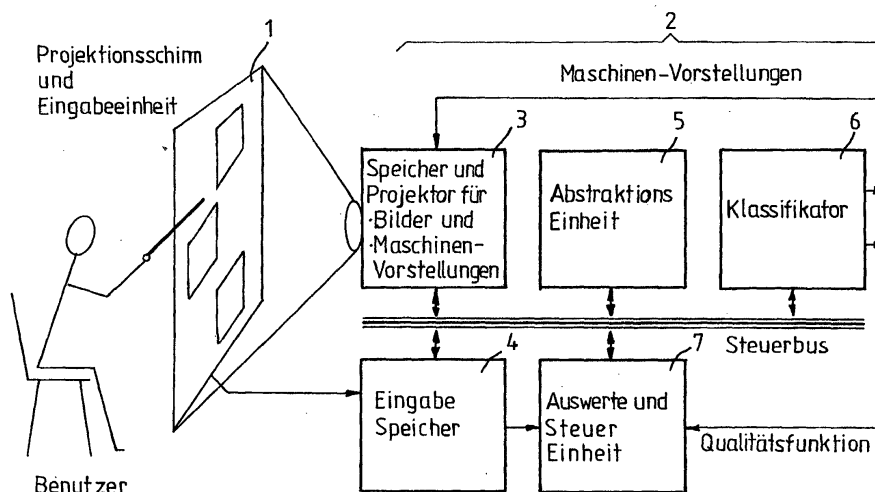 1
2
Projektionsschirm
und
Eingabeeinheit
Maschinen-Vorstellungen
3
5
6
Speicher und
Projektor für
·Bilder und
·Maschinen-
Vorstellungen
Abstraktions
Einheit
Klassifikator
Steuerbus
4
7
Eingabe
Speicher
Auswerte und
Steuer
Einheit
Qualitätsfunktion
Benutzer